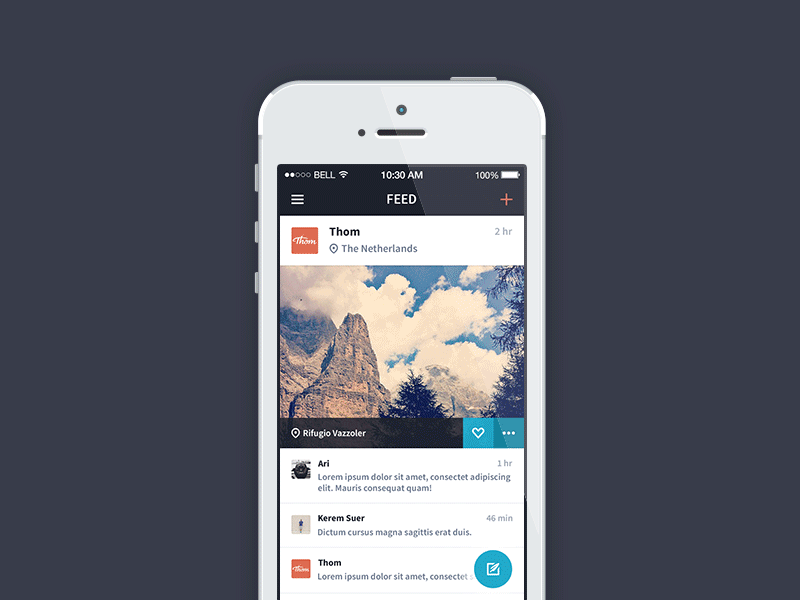 BELL 10:30 AM 100%
FEED
Thom
Thom 2 hr
The Netherlands
Rifugio Vazzoler
Ari 1 hr
Lorem ipsum dolor sit amet, consectet adipiscing
elit. Mauris consequat quam!
Kerem Suer 46 min
Dictum cursus magna sagittis erat duis.
Thom
Thom
Lorem ipsum dolor sit amet, consectet